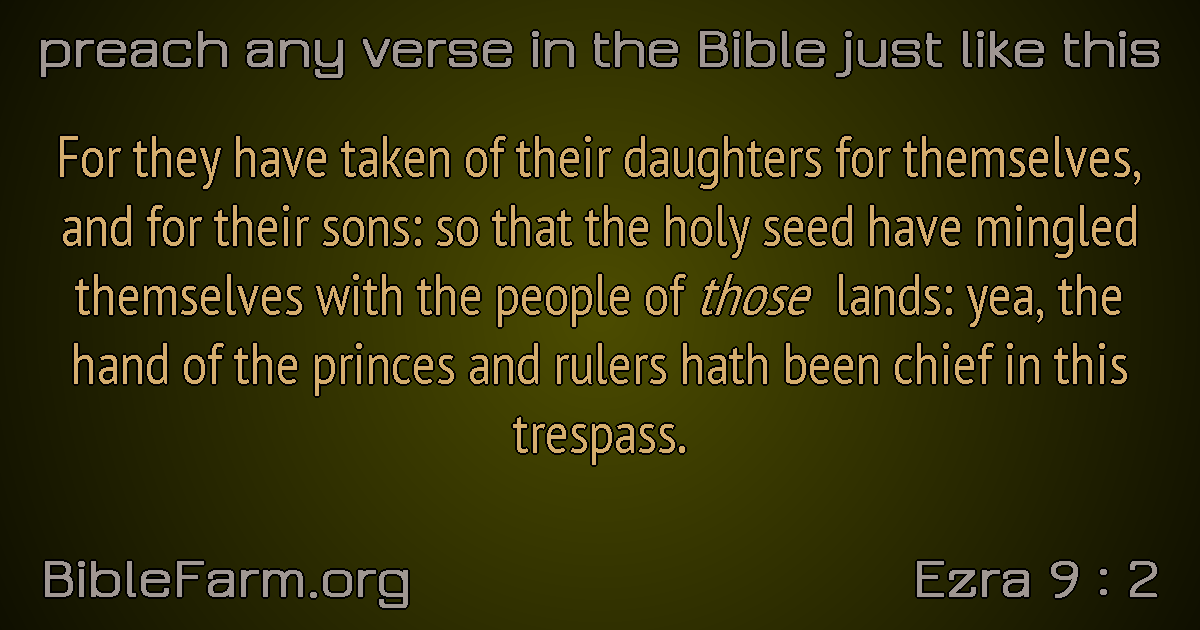 preach any verse in the Bible just like this
For they have taken of their daughters for themselves,
and for their sons: so that the holy seed have mingled
themselves with the people of those lands: yea, the
hand of the princes and rulers hath been chief in this
trespass.
BibleFarm.org
Ezra 9 : 2